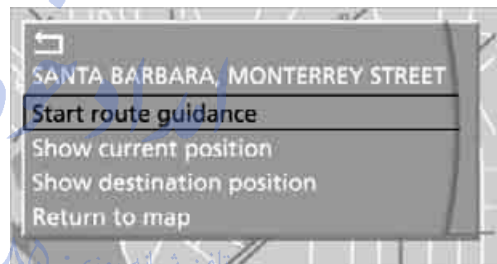 SANTA BARBARA, MONTERREY STREET
Start route guidance
Show current position
Show destination position
Return to map